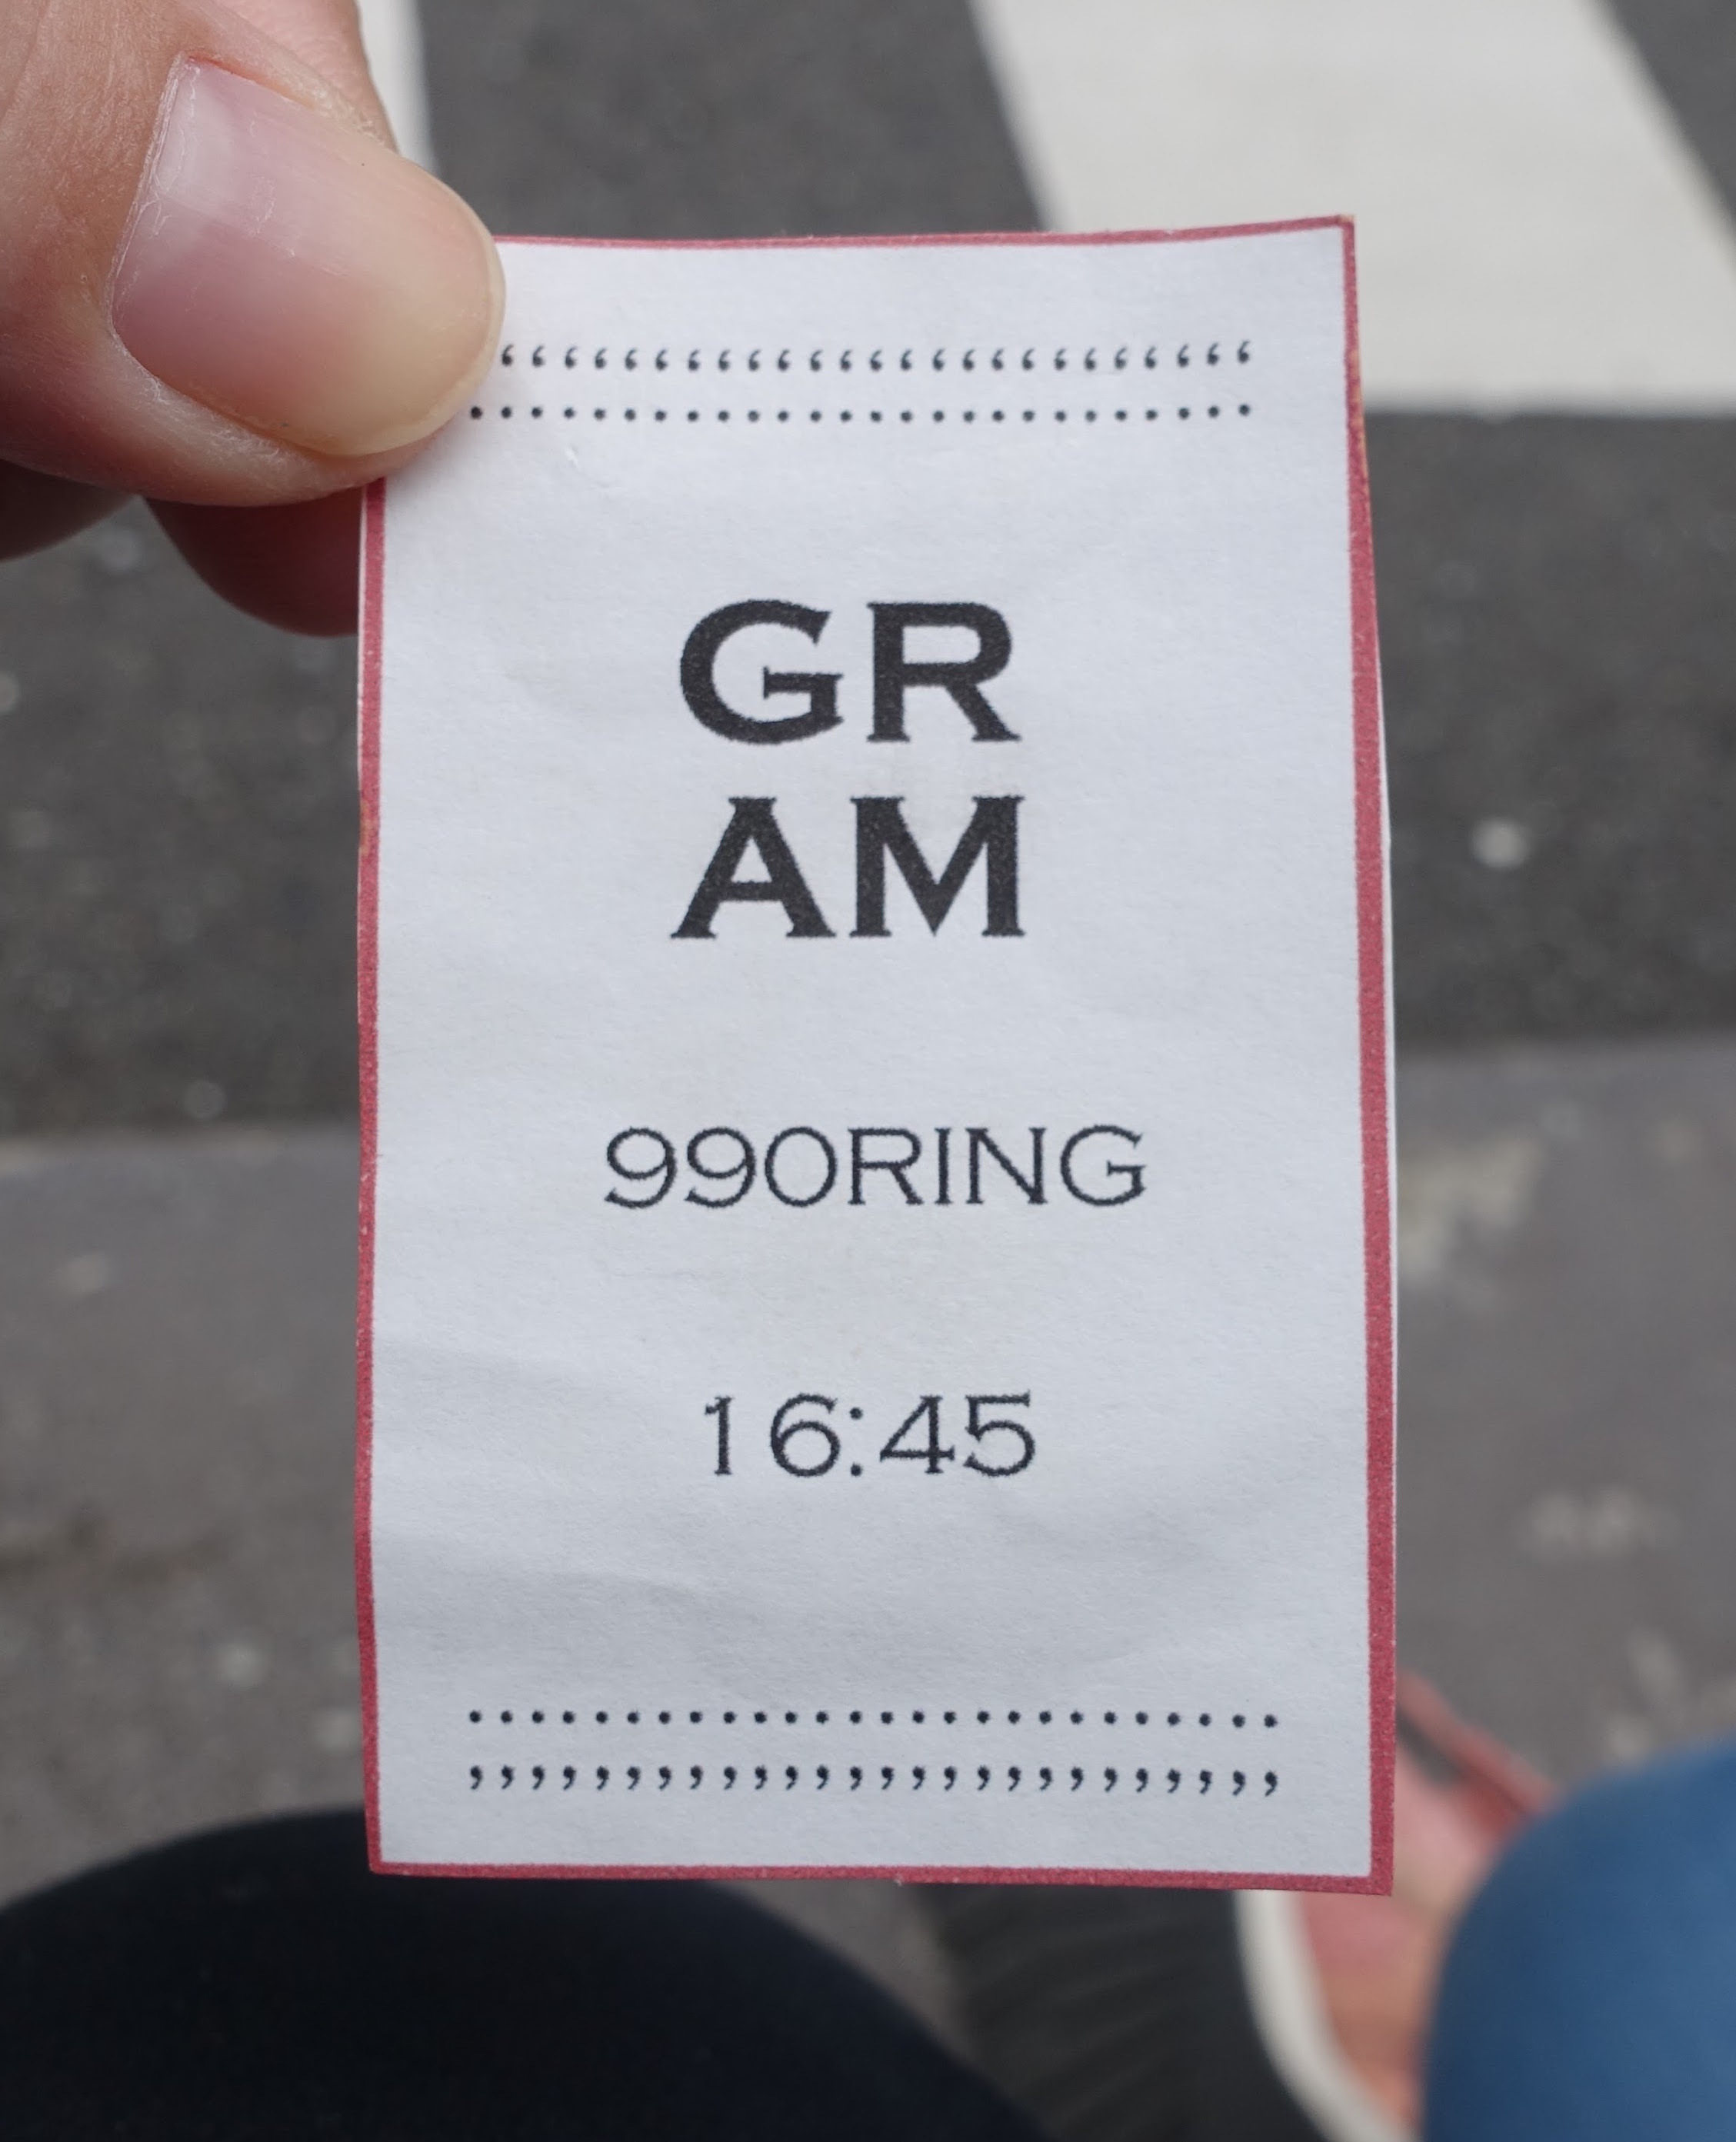 ‘‘‘‘‘‘‘‘‘‘‘‘‘‘‘‘‘‘‘‘‘‘‘‘‘
..........................
GR
AM
990RING
16:45
..........................
,,,,,,,,,,,,,,,,,,,,,,,,,,